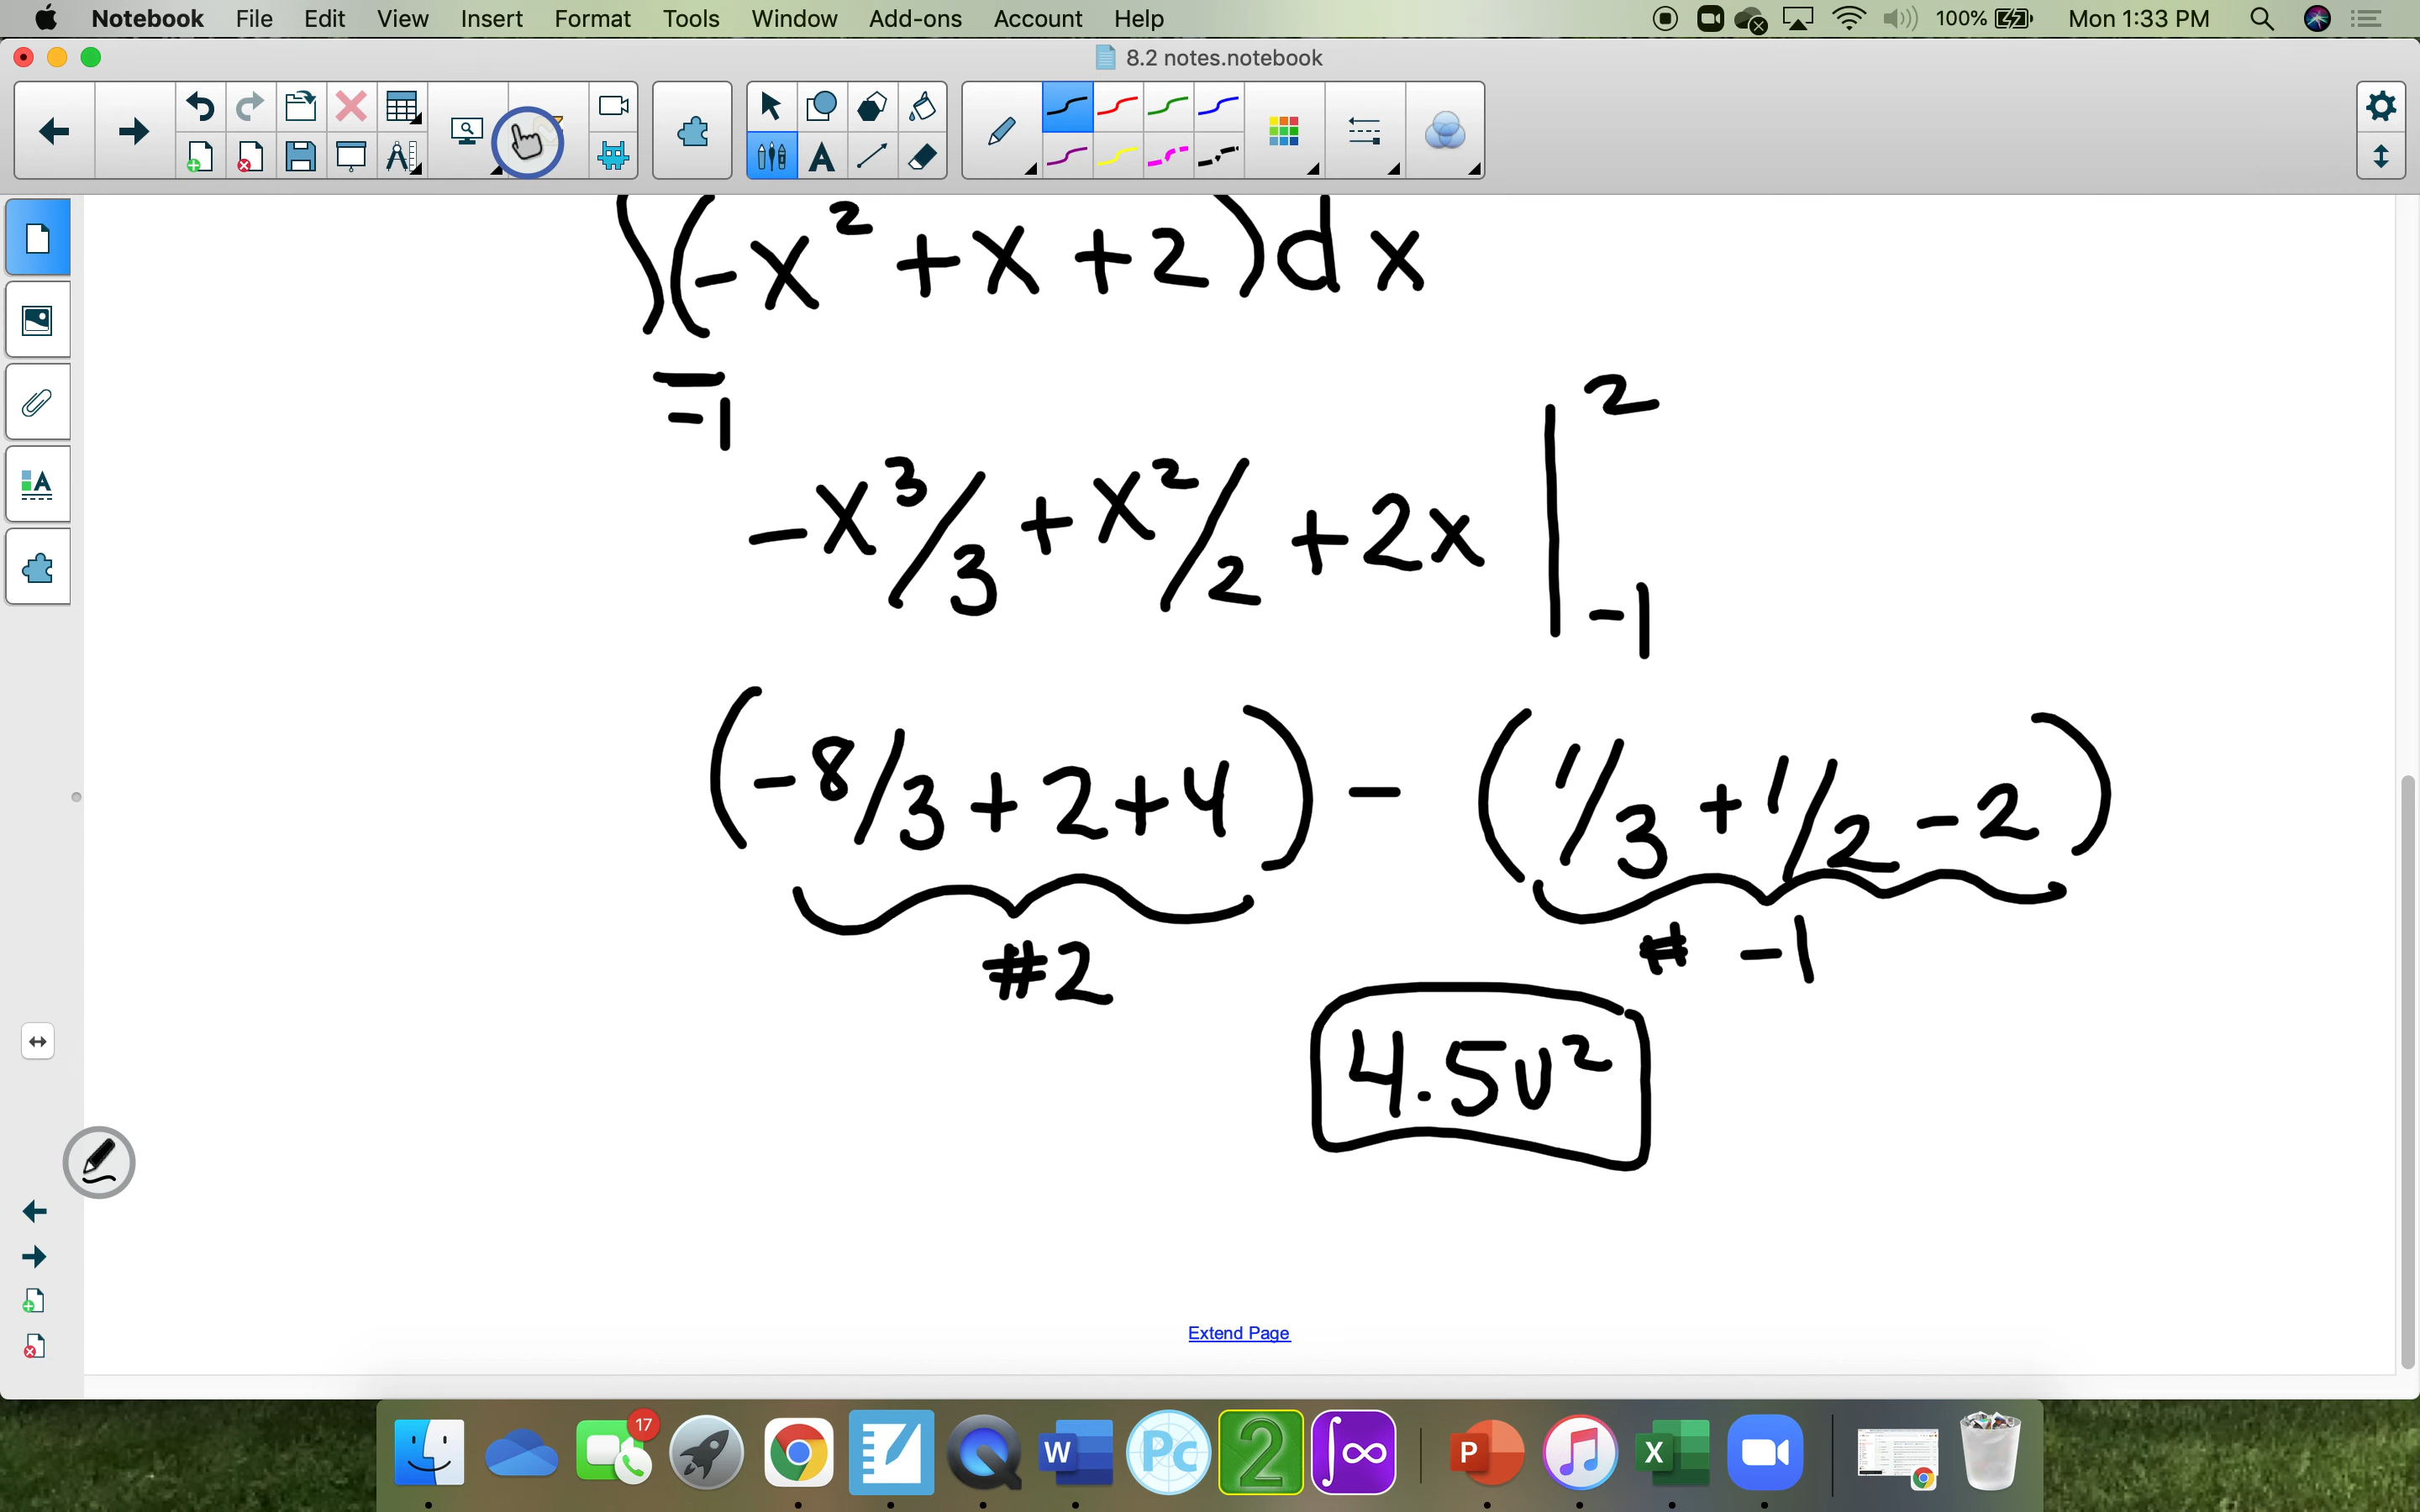 Notebook File Edit View Insert Format Tools Window Add-ons Account Help 100% Mon 1:33 PM
8.2 notes.notebook
A
A
∫(-x² + x + 2) dx
-1
-x³/3 + x²/2 + 2x | 2
-1
(-8/3 + 2 + 4) - (1/3 + 1/2 - 2)
#2 # -1
4.5u²
Extend Page
17
W Pc 2 ∫∞ P X